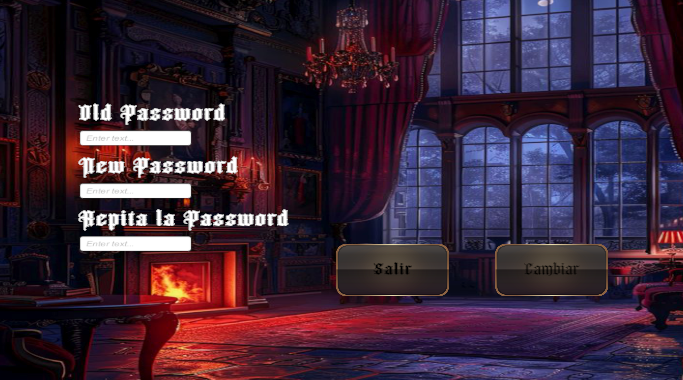 Old Password
Enter text...
New Password
Enter text...
Repita la Password
Enter text...
Salir
Cambiar